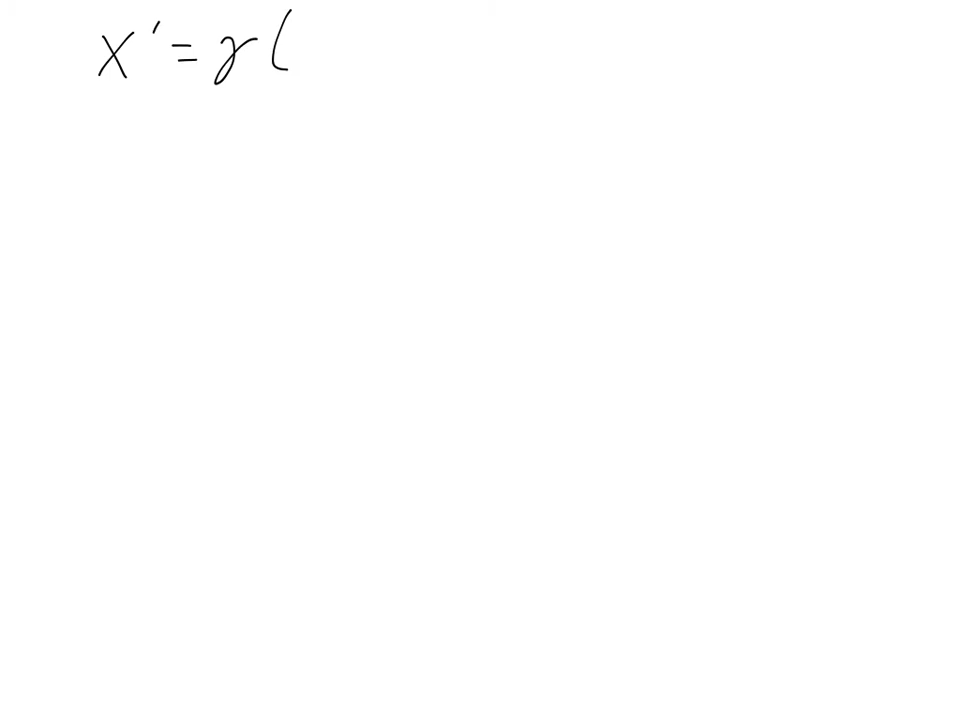 x' = γ (